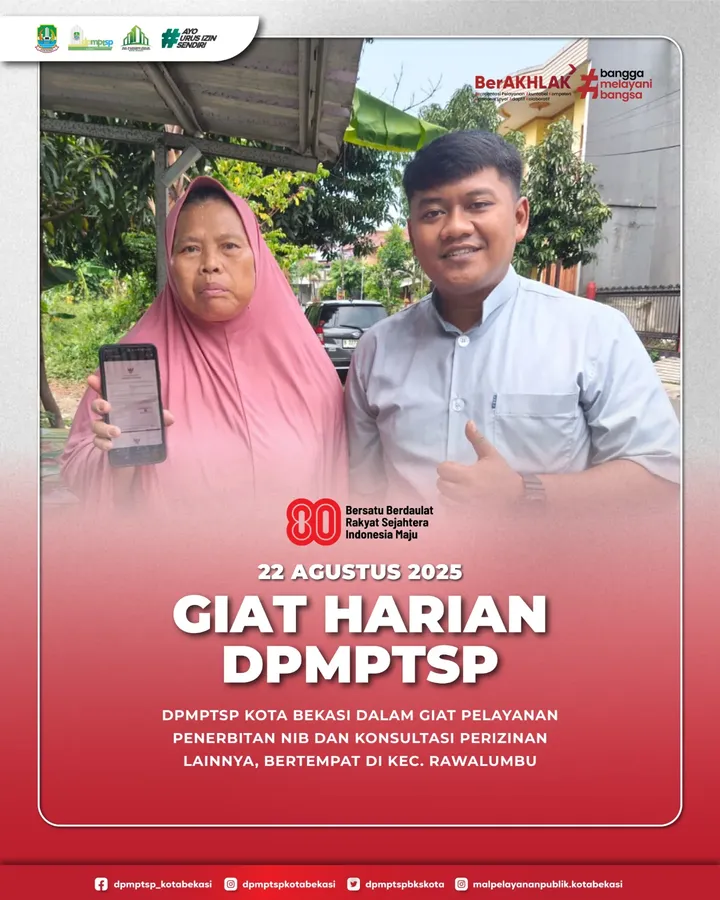 dpmptsp
#AYO
URUS IZIN
SENDIRI
BerAKHLAK
#bangga
melayani
bangsa
80
Bersatu Berdaulat
Rakyat Sejahtera
Indonesia Maju
22 AGUSTUS 2025
GIAT HARIAN
DPMPTSP
DPMPTSP KOTA BEKASI DALAM GIAT PELAYANAN
PENERBITAN NIB DAN KONSULTASI PERIZINAN
LAINNYA, BERTEMPAT DI KEC. RAWALUMBU
dpmptsp_kotabekasi dpmptspkotabekasi dpmptspbkskota malpelayananpublik.kotabekasi